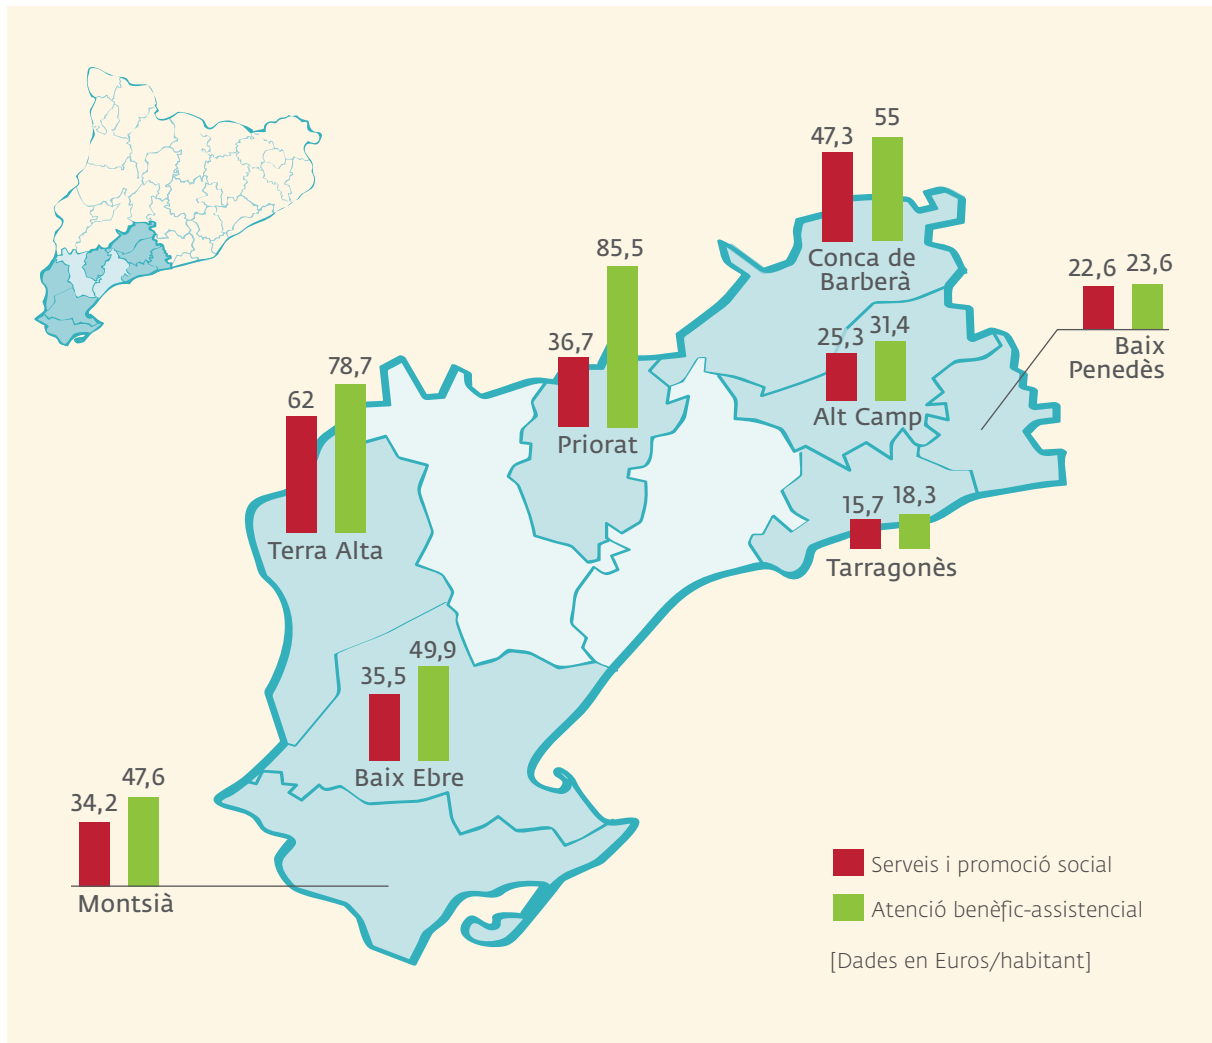 47,3
55
Conca de
Barberà
22,6
23,6
Baix
Penedès
85,5
36,7
Priorat
25,3
31,4
Alt Camp
62
78,7
Terra Alta
15,7
18,3
Tarragonès
35,5
49,9
Baix Ebre
34,2
47,6
Montsià
Serveis i promoció social
Atenció benèfic-assistencial
[Dades en Euros/habitant]